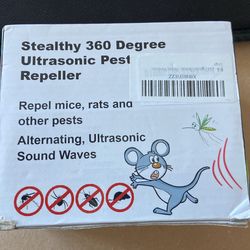 Stealthy 360 Degree
Ultrasonic Pest
Repeller
Repel mice, rats and
other pests
Alternating, Ultrasonic
Sound Waves